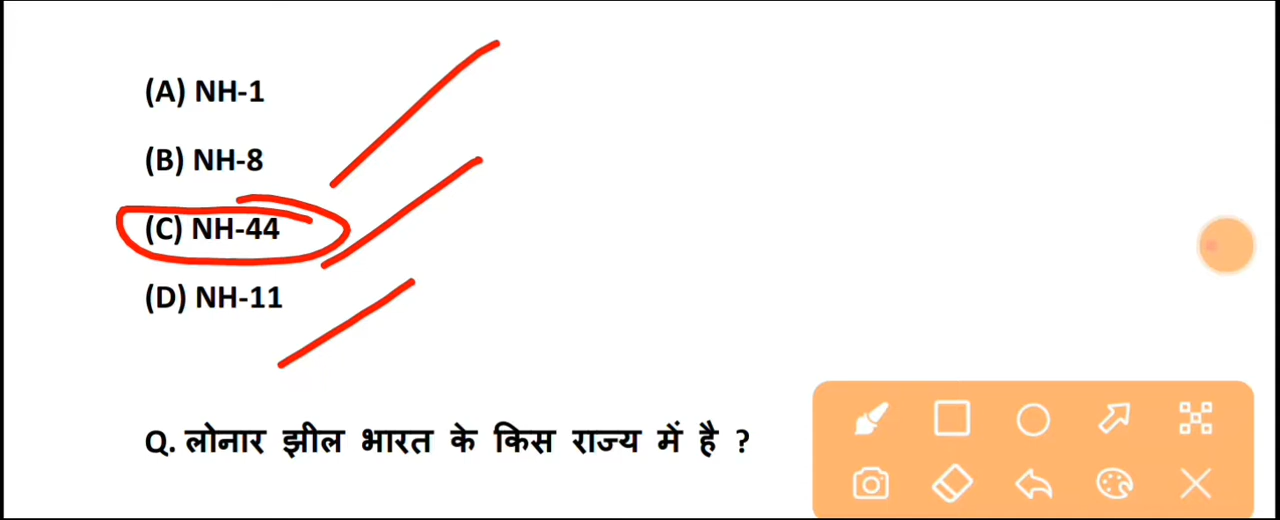 (A) NH-1
(B) NH-8
(C) NH-44
(D) NH-11
Q. लोनार झील भारत के किस राज्य में है ?